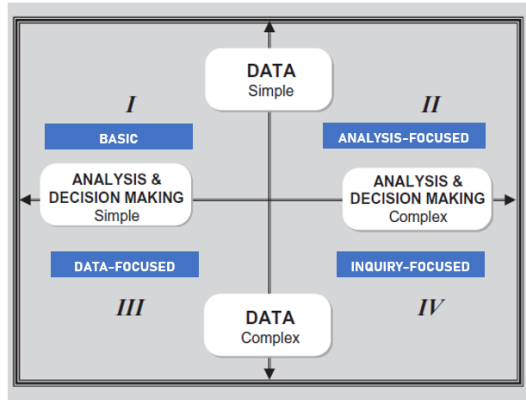 DATA
Simple
I
II
BASIC
ANALYSIS-FOCUSED
ANALYSIS &
DECISION MAKING
Simple
ANALYSIS &
DECISION MAKING
Complex
DATA-FOCUSED
INQUIRY-FOCUSED
III
IV
DATA
Complex